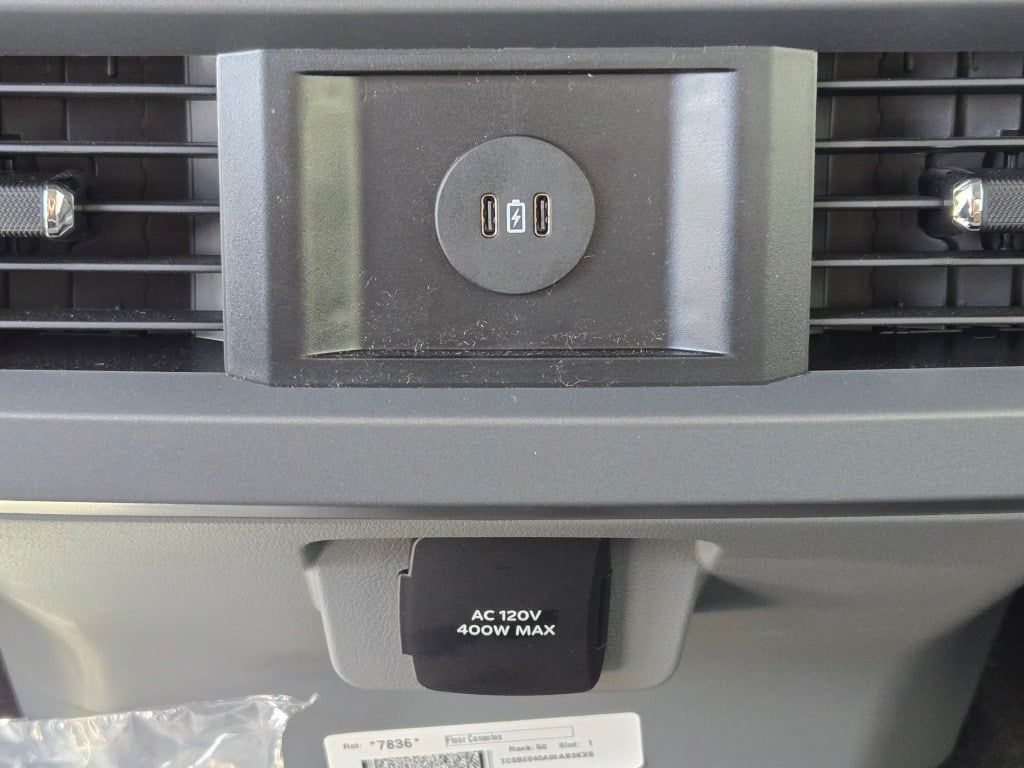 AC 120V
400W MAX
Rot: *7836* Floor Consoles
Rack: 50 Slot: 1